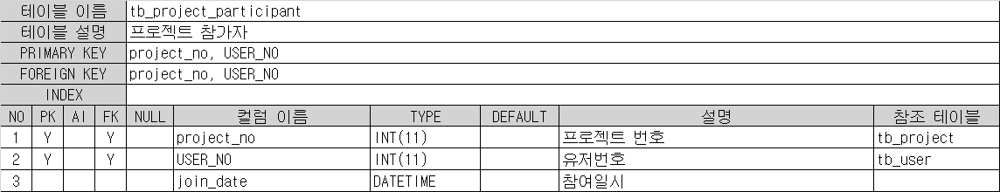 테이블 이름 tb_project_participant
테이블 설명 프로젝트 참가자
PRIMARY KEY project_no, USER_NO
FOREIGN KEY project_no, USER_NO
INDEX
NO PK AI FK NULL 컬럼 이름 TYPE DEFAULT 설명 참조 테이블
1 Y Y project_no INT(11) 프로젝트 번호 tb_project
2 Y Y USER_NO INT(11) 유저번호 tb_user
3 join_date DATETIME 참여일시